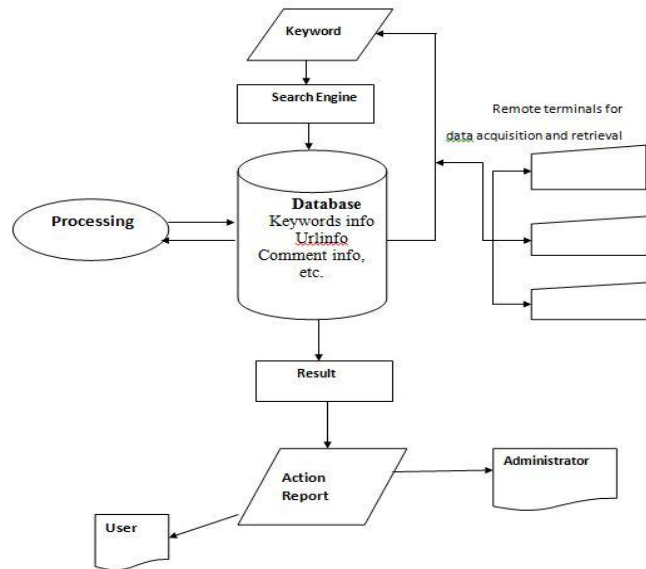 Keyword
Search Engine
Remote terminals for
data acquisition and retrieval
Database
Keywords info
Urlinfo
Comment info,
etc.
Processing
Result
Action
Report
Administrator
User